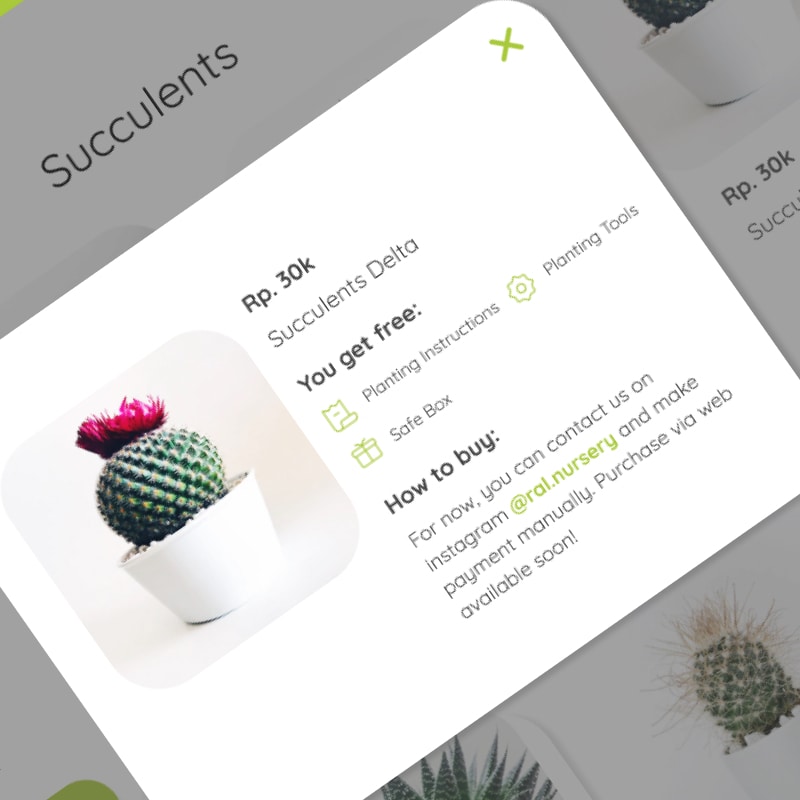 Succulents
Rp. 30k
Succulents Delta
You get free:
Planting Instructions
Planting Tools
Safe Box
How to buy:
For now, you can contact us on
instagram @ral.nursery and make
payment manually. Purchase via web
available soon!
Rp. 30k